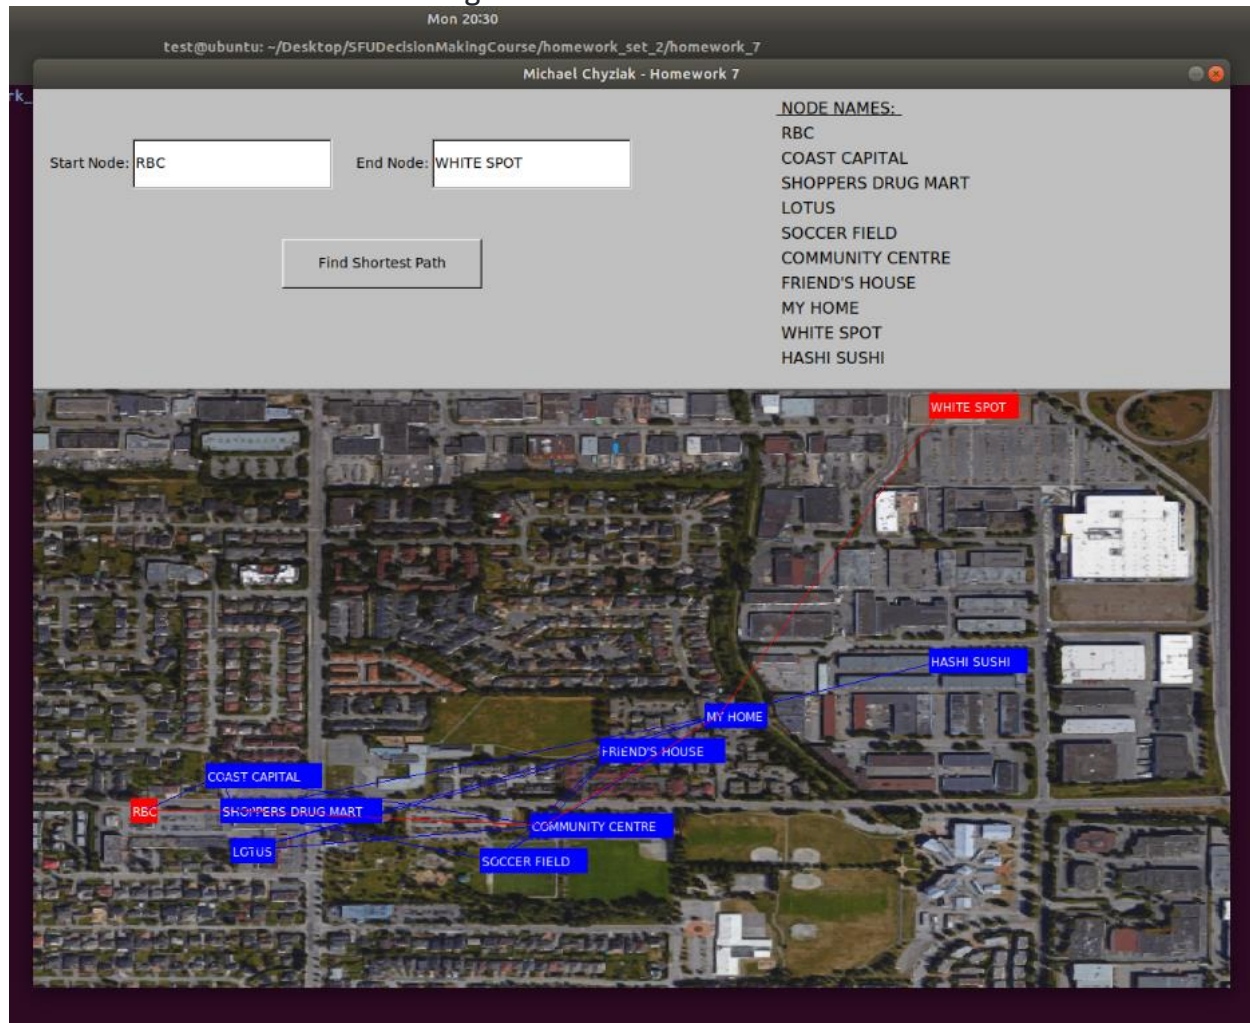 Mon 20:30
test@ubuntu: ~/Desktop/SFUDecisionMakingCourse/homework_set_2/homework_7
Michael Chyziak - Homework 7
rk_
Start Node: RBC End Node: WHITE SPOT
Find Shortest Path
NODE NAMES:
RBC
COAST CAPITAL
SHOPPERS DRUG MART
LOTUS
SOCCER FIELD
COMMUNITY CENTRE
FRIEND'S HOUSE
MY HOME
WHITE SPOT
HASHI SUSHI
WHITE SPOT
HASHI SUSHI
MY HOME
FRIEND'S HOUSE
COAST CAPITAL
RBC
SHOPPERS DRUG MART
COMMUNITY CENTRE
LOTUS
SOCCER FIELD